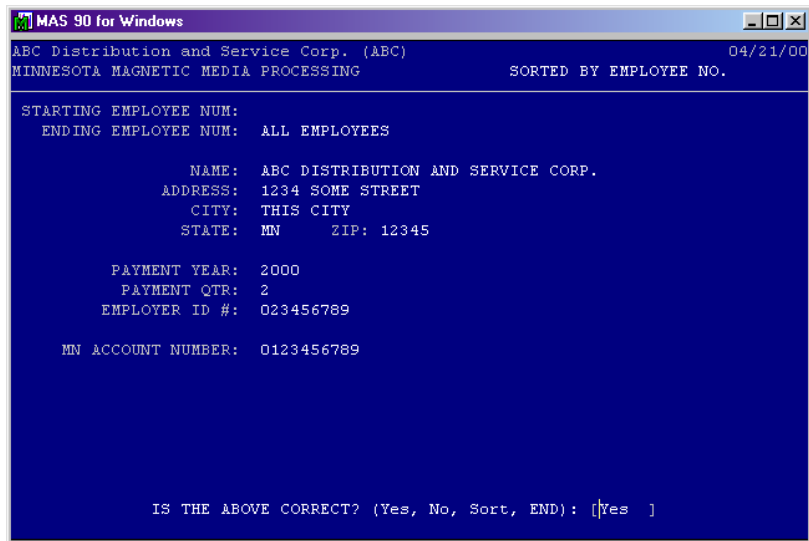 MAS 90 for Windows
ABC Distribution and Service Corp. (ABC) 04/21/00
MINNESOTA MAGNETIC MEDIA PROCESSING SORTED BY EMPLOYEE NO.
STARTING EMPLOYEE NUM:
ENDING EMPLOYEE NUM: ALL EMPLOYEES
NAME: ABC DISTRIBUTION AND SERVICE CORP.
ADDRESS: 1234 SOME STREET
CITY: THIS CITY
STATE: MN ZIP: 12345
PAYMENT YEAR: 2000
PAYMENT QTR: 2
EMPLOYER ID #: 023456789
MN ACCOUNT NUMBER: 0123456789
IS THE ABOVE CORRECT? (Yes, No, Sort, END): [Yes ]